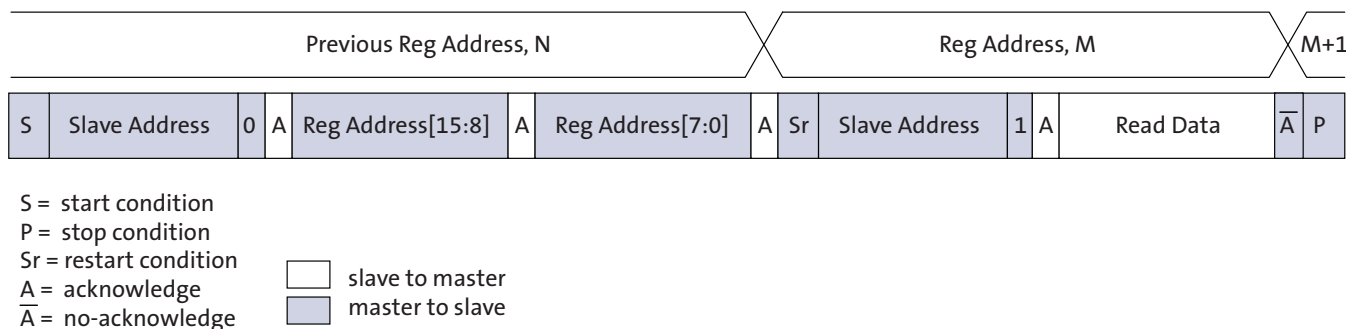 Previous Reg Address, N Reg Address, M M+1
S Slave Address 0 A Reg Address[15:8] A Reg Address[7:0] A Sr Slave Address 1 A Read Data A̅ P
S = start condition
P = stop condition
Sr = restart condition
A = acknowledge
A̅ = no-acknowledge
slave to master
master to slave